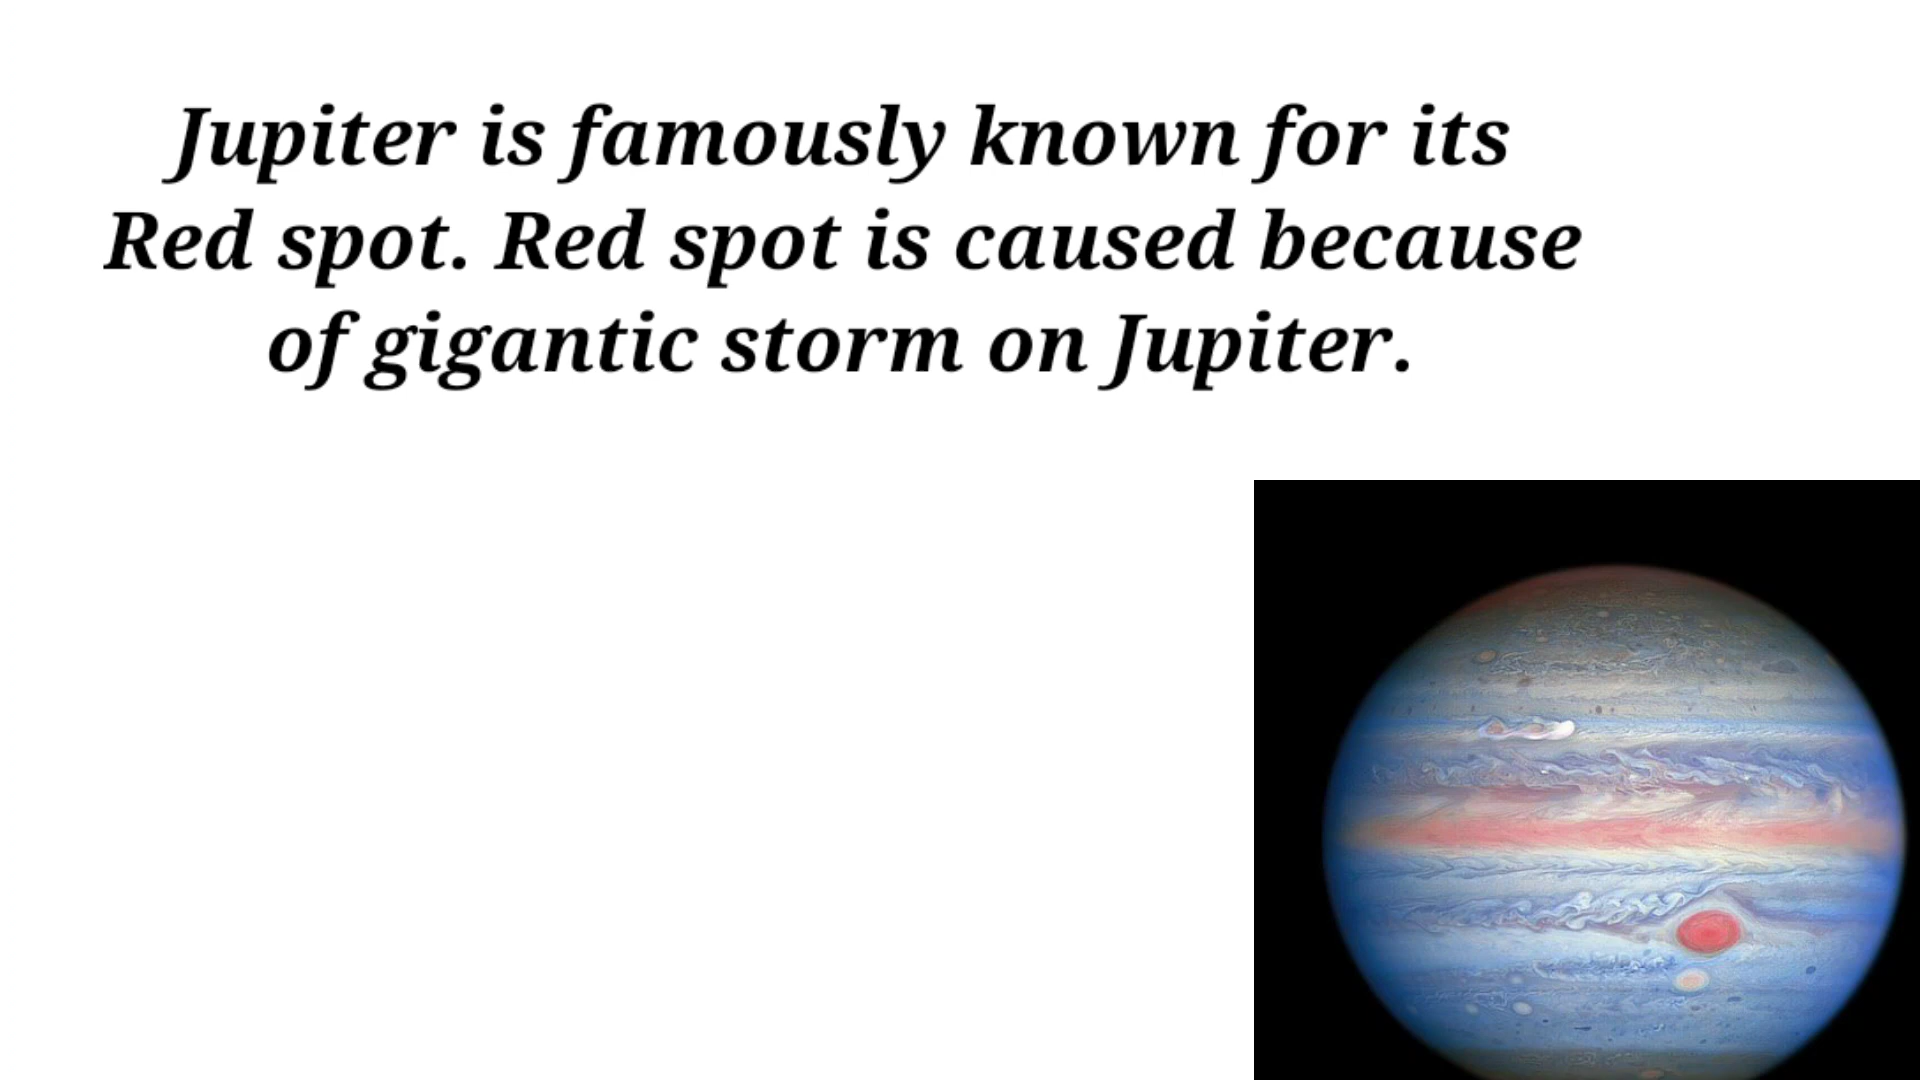 Jupiter is famously known for its
Red spot. Red spot is caused because
of gigantic storm on Jupiter.